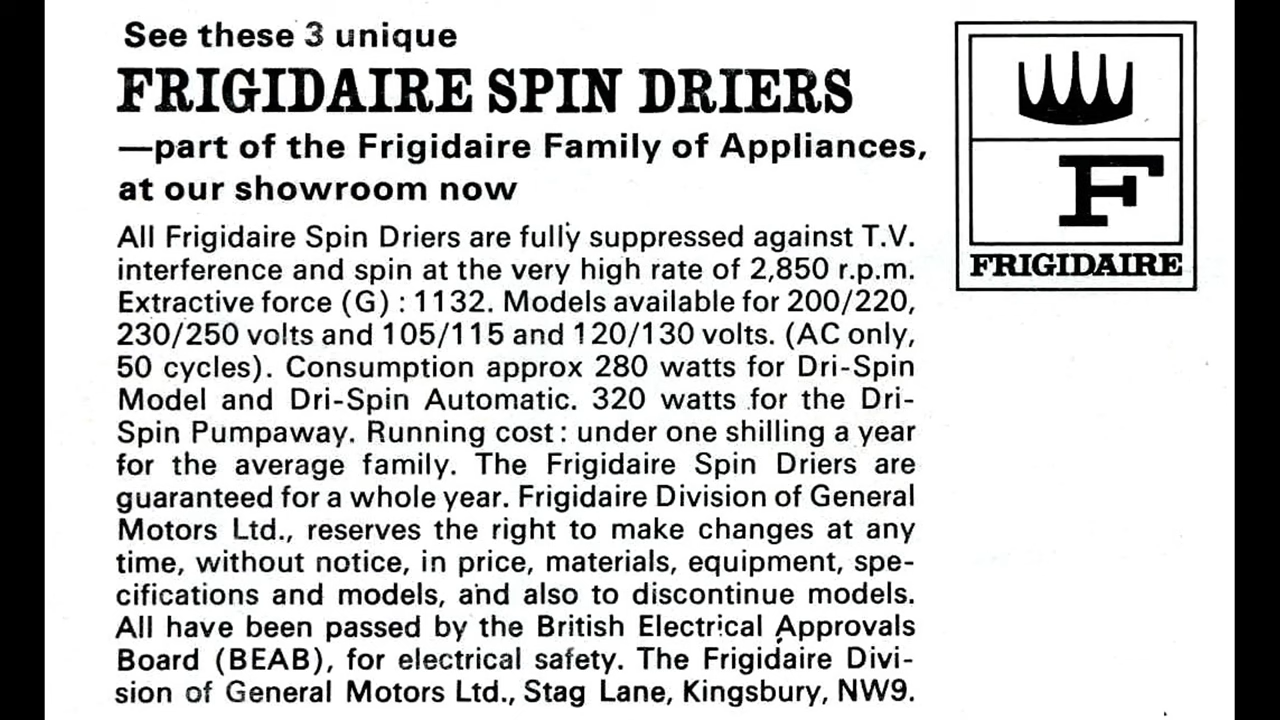 See these 3 unique
FRIGIDAIRE SPIN DRIERS
—part of the Frigidaire Family of Appliances,
at our showroom now
All Frigidaire Spin Driers are fully suppressed against T.V.
interference and spin at the very high rate of 2,850 r.p.m.
Extractive force (G) : 1132. Models available for 200/220,
230/250 volts and 105/115 and 120/130 volts. (AC only,
50 cycles). Consumption approx 280 watts for Dri-Spin
Model and Dri-Spin Automatic. 320 watts for the Dri-
Spin Pumpaway. Running cost : under one shilling a year
for the average family. The Frigidaire Spin Driers are
guaranteed for a whole year. Frigidaire Division of General
Motors Ltd., reserves the right to make changes at any
time, without notice, in price, materials, equipment, spe-
cifications and models, and also to discontinue models.
All have been passed by the British Electrical Approvals
Board (BEAB), for electrical safety. The Frigidaire Divi-
sion of General Motors Ltd., Stag Lane, Kingsbury, NW9.
F
FRIGIDAIRE